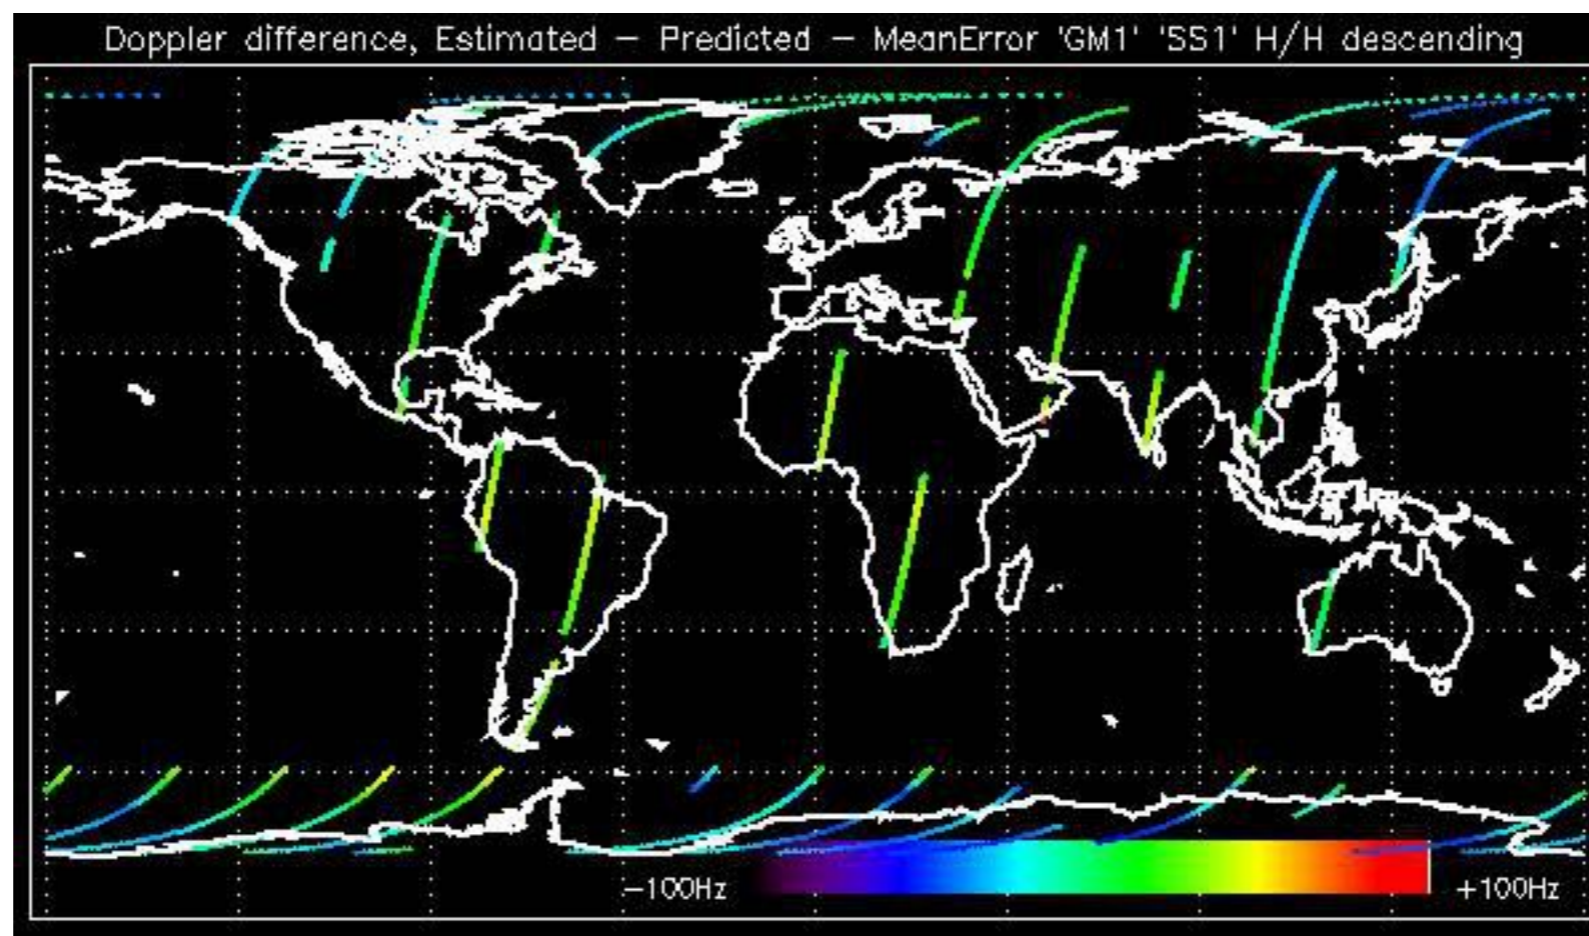 Doppler difference, Estimated – Predicted – MeanError 'GM1' 'SS1' H/H descending
–100Hz
+100Hz